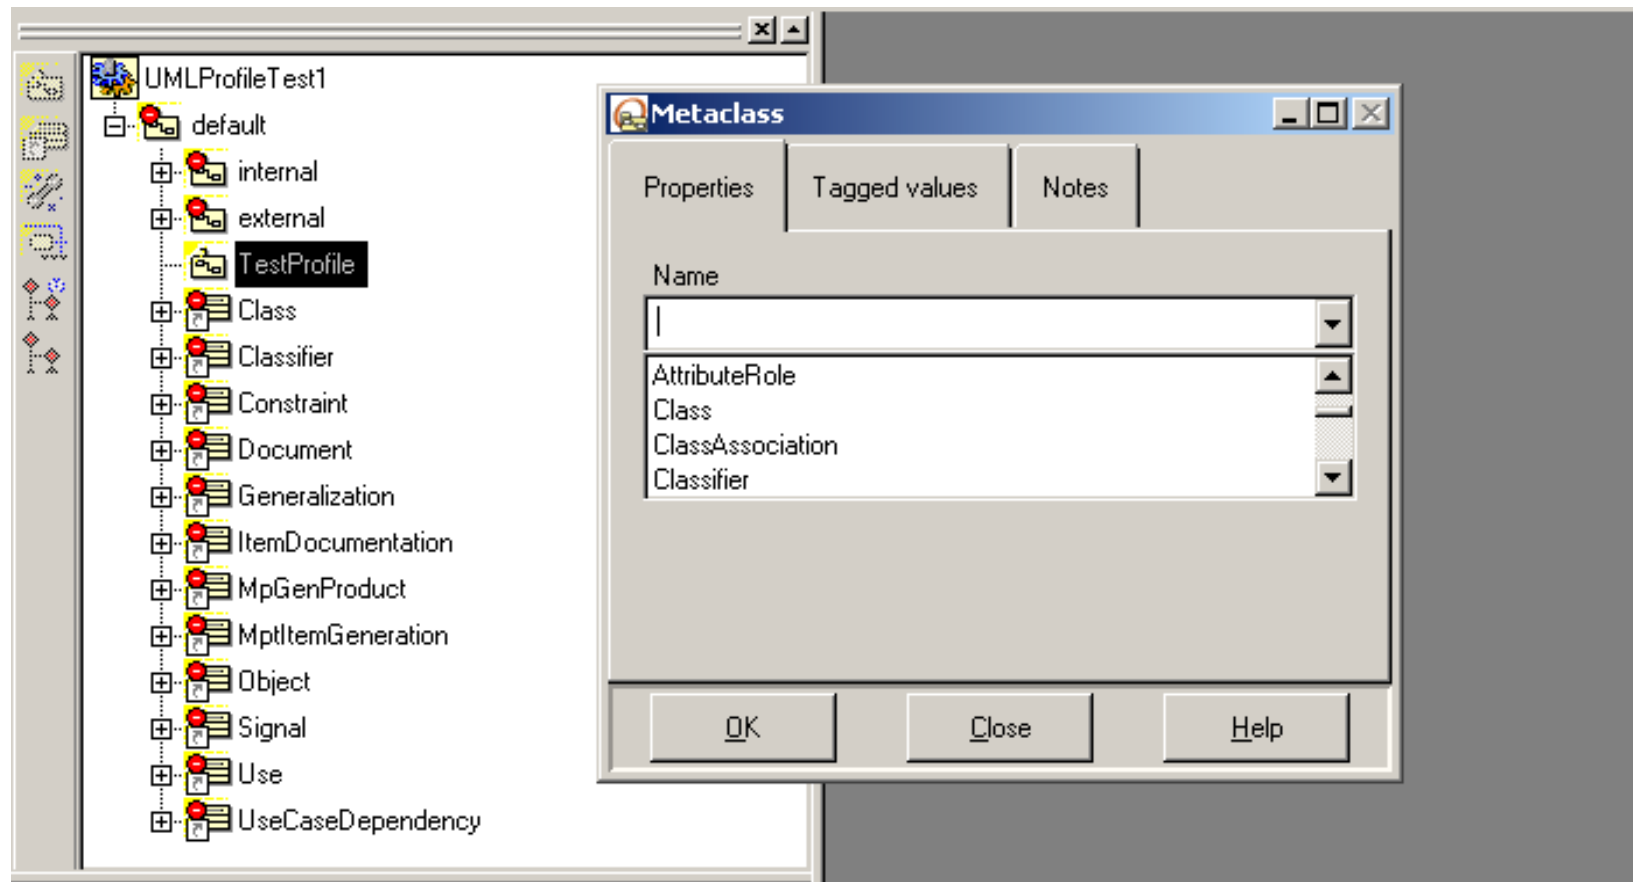 UMLProfileTest1
default
internal
external
TestProfile
Class
Classifier
Constraint
Document
Generalization
ItemDocumentation
MpGenProduct
MptItemGeneration
Object
Signal
Use
UseCaseDependency
Metaclass
Properties Tagged values Notes
Name
AttributeRole
Class
ClassAssociation
Classifier
OK Close Help